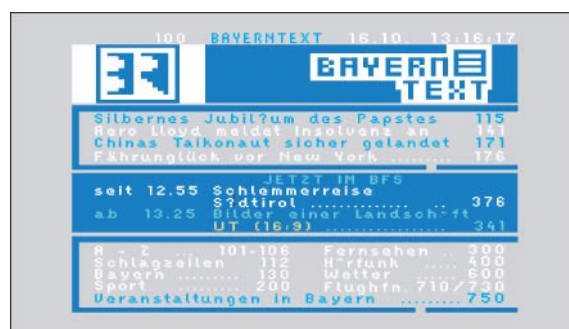 100 BAYERNTEXT 16.10. 13:16:17
BAYERN
TEXT
Silbernes Jubil?um des Papstes 115
Aero Lloyd meldet Insolvenz an 141
Chinas Taikonaut sicher gelandet 171
Fährunglück vor New York ......... 176
JETZT IM BFS
seit 12.55 Schlemmerreise
S?dtirol ............. .. 376
ab 13.25 Bilder einer Landsch^ft
UT (16:9) ................ 341
A - Z ... 101-106 Fernsehen .. 300
Schlagzeilen 112 H^rfunk ..... 400
Bayern ........ 130 Wetter ...... 600
Sport ........ 200 Flughfn. 710/730
Veranstaltungen in Bayern ........ 750